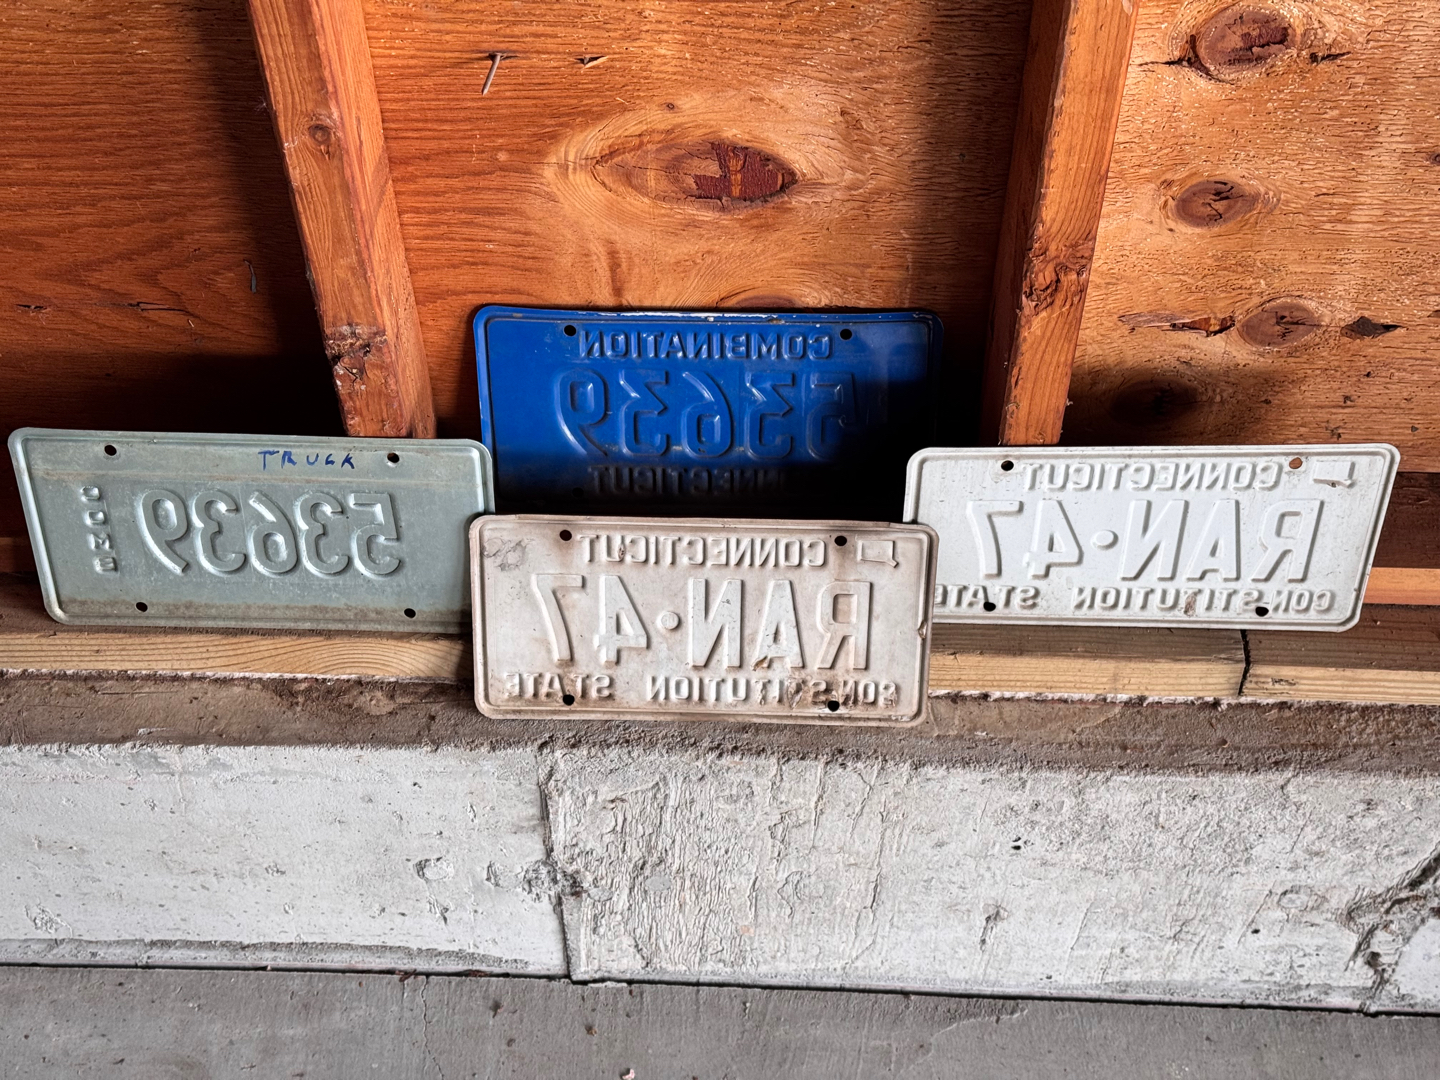 COMBINATION
53639
CONNECTICUT
TRUCK
53639
COMB
CONNECTICUT
RAN·47
CONSTITUTION STATE
CONNECTICUT
RAN·47
CONSTITUTION STATE